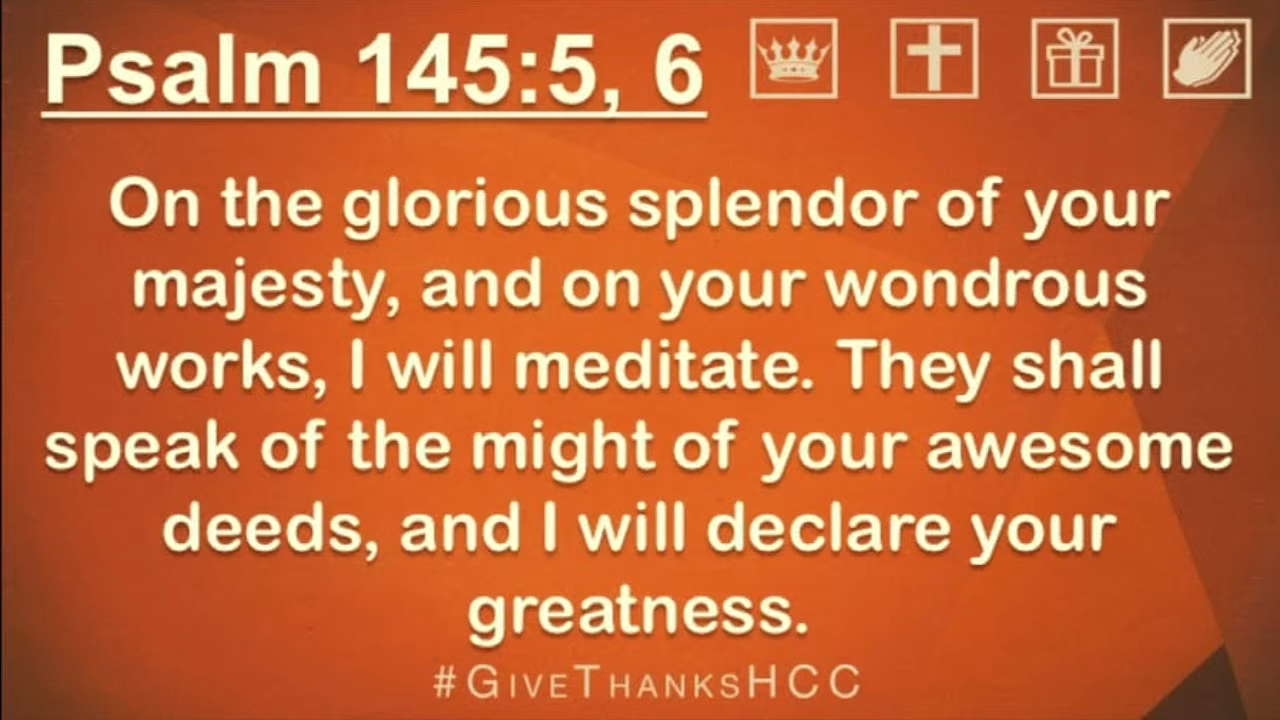 Psalm 145:5, 6
On the glorious splendor of your
majesty, and on your wondrous
works, I will meditate. They shall
speak of the might of your awesome
deeds, and I will declare your
greatness.
#GiveThanksHCC